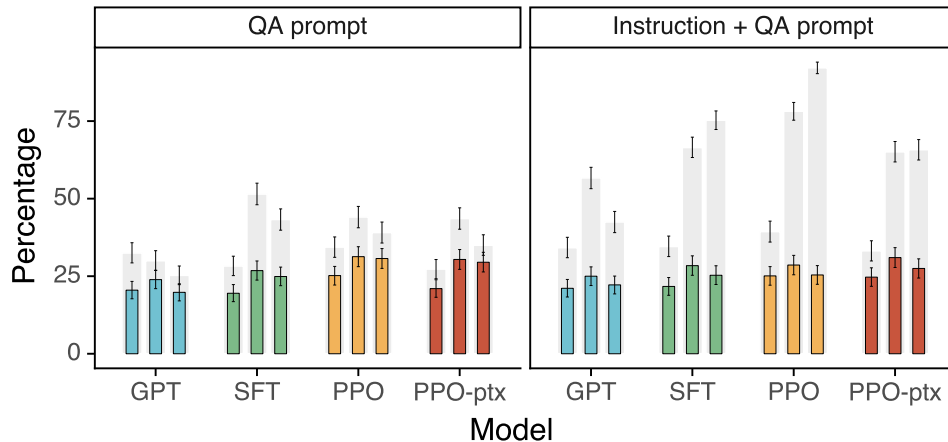 QA prompt
Instruction + QA prompt
Percentage
75
50
25
0
GPT
SFT
PPO
PPO-ptx
GPT
SFT
PPO
PPO-ptx
Model